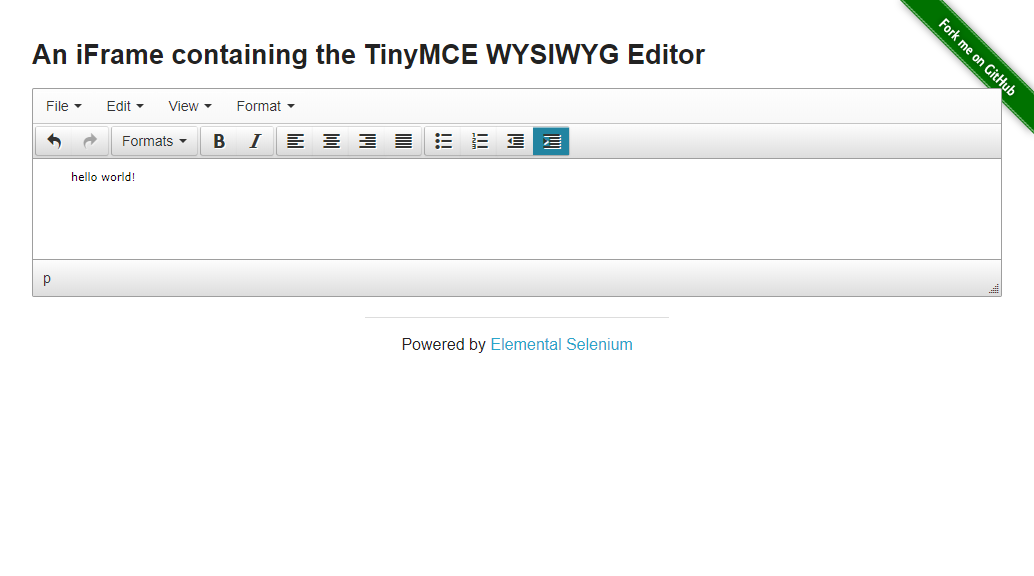 Fork me on GitHub
An iFrame containing the TinyMCE WYSIWYG Editor
File Edit View Format
Formats B I
hello world!
p
Powered by Elemental Selenium